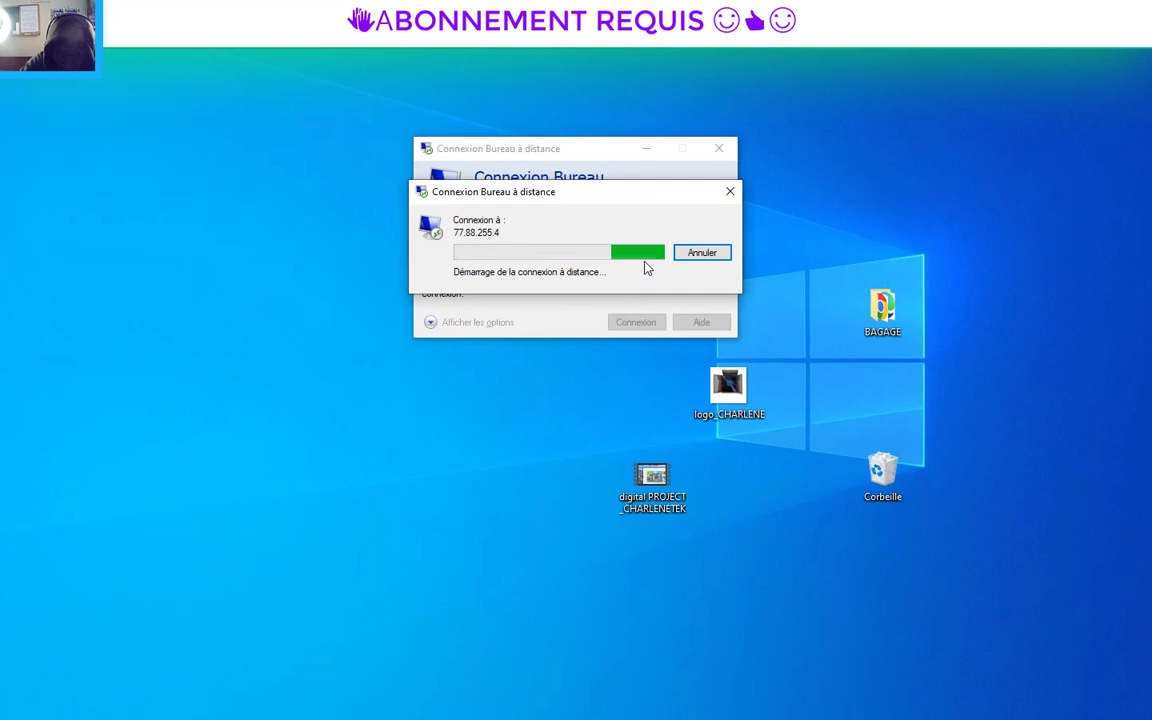 ABONNEMENT REQUIS
Connexion Bureau à distance
Connexion Bureau
Connexion Bureau à distance
Connexion à :
77.88.255.4
Annuler
Démarrage de la connexion à distance...
connexion.
Afficher les options
Connexion
Aide
BAGAGE
logo_CHARLENE
digital PROJECT
_CHARLENETEK
Corbeille